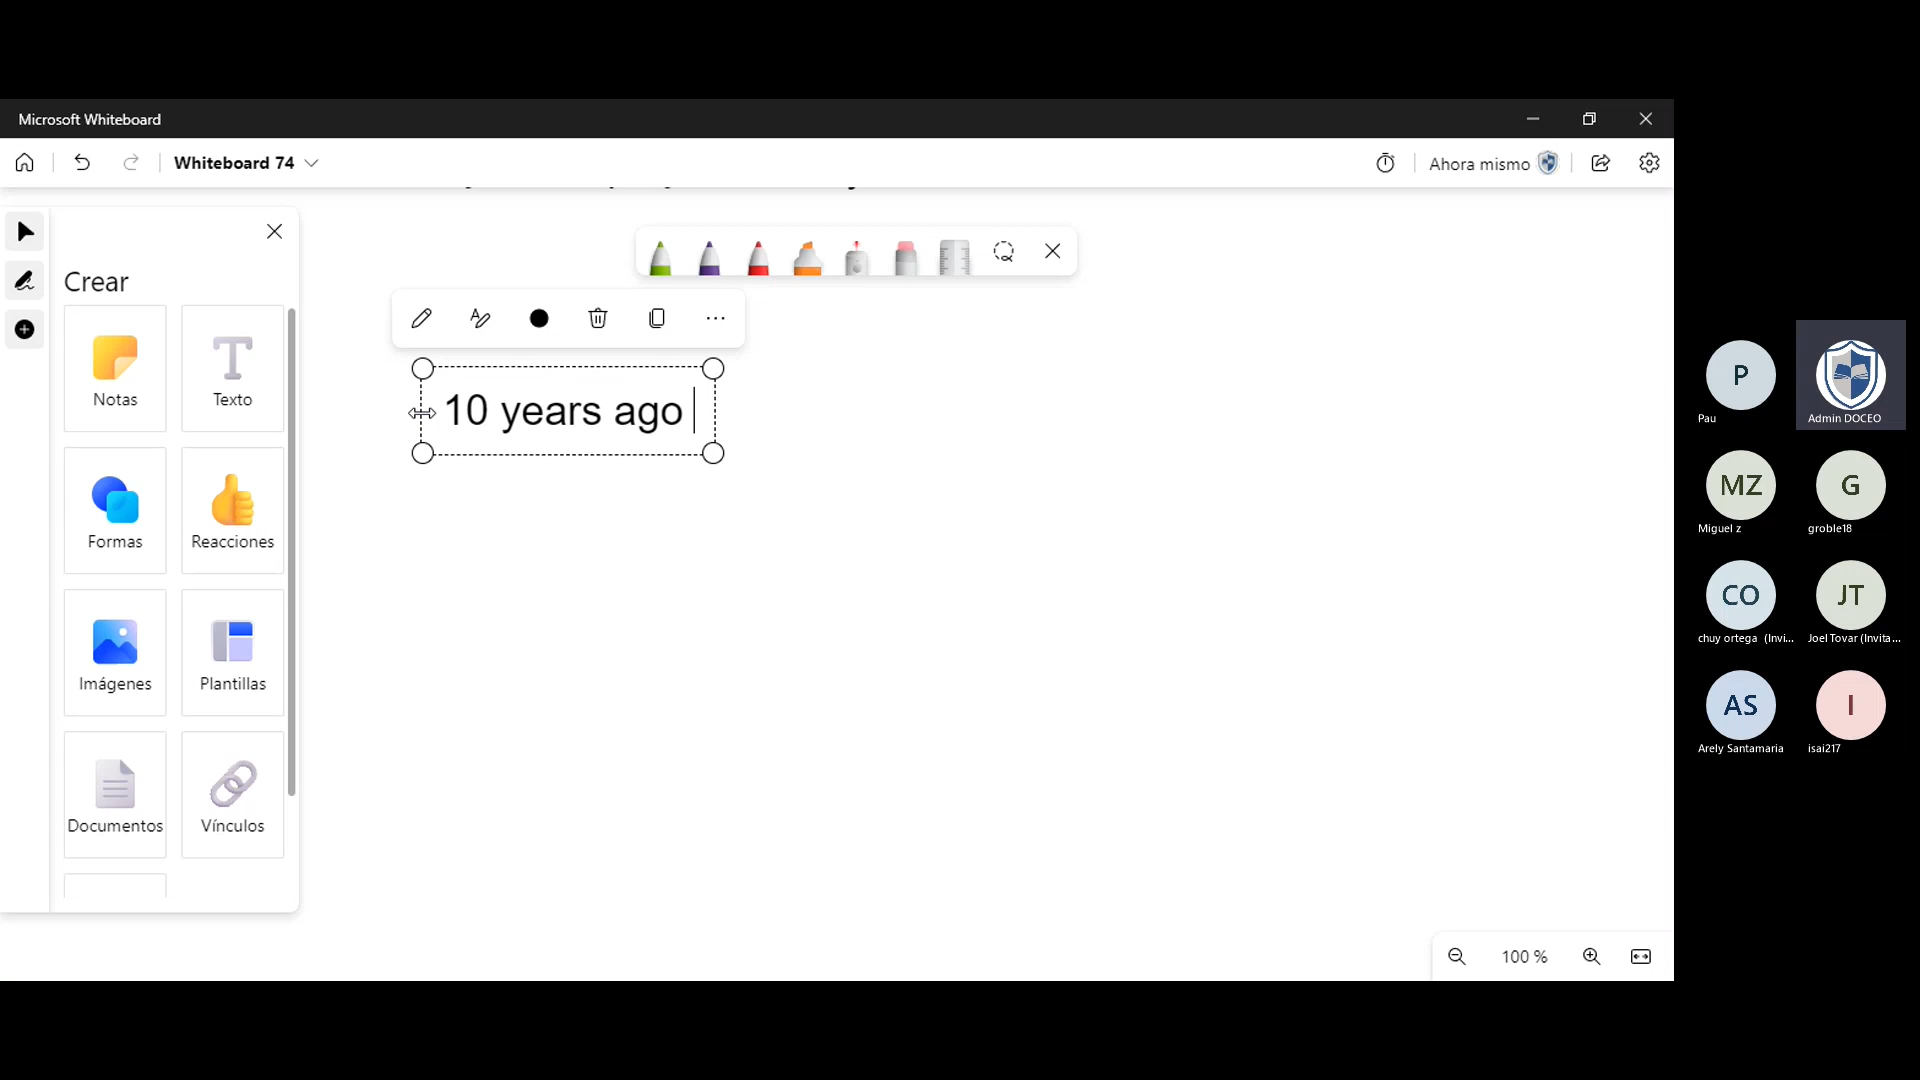 Microsoft Whiteboard
Whiteboard 74
Ahora mismo
Crear
Notas
Texto
Formas
Reacciones
Imágenes
Plantillas
Documentos
Vínculos
10 years ago
100 %
P
Pau
Admin DOCEO
MZ
Miguel z
G
groble18
CO
chuy ortega (Invi...
JT
Joel Tovar (Invita...
AS
Arely Santamaria
I
isai217